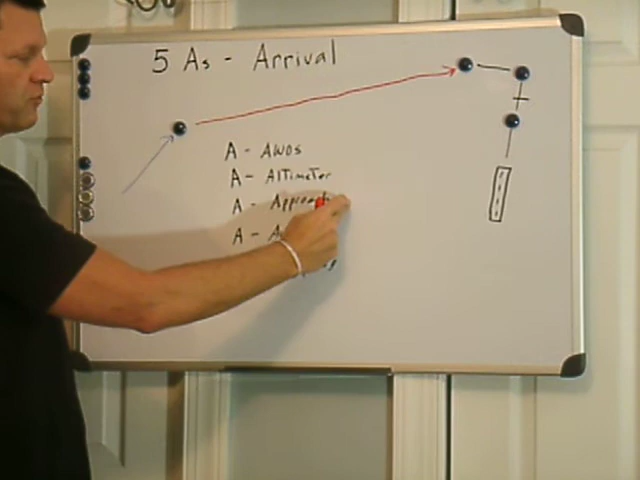 5 As - Arrival
A - AWOS
A - Altimeter
A - Approach
A -